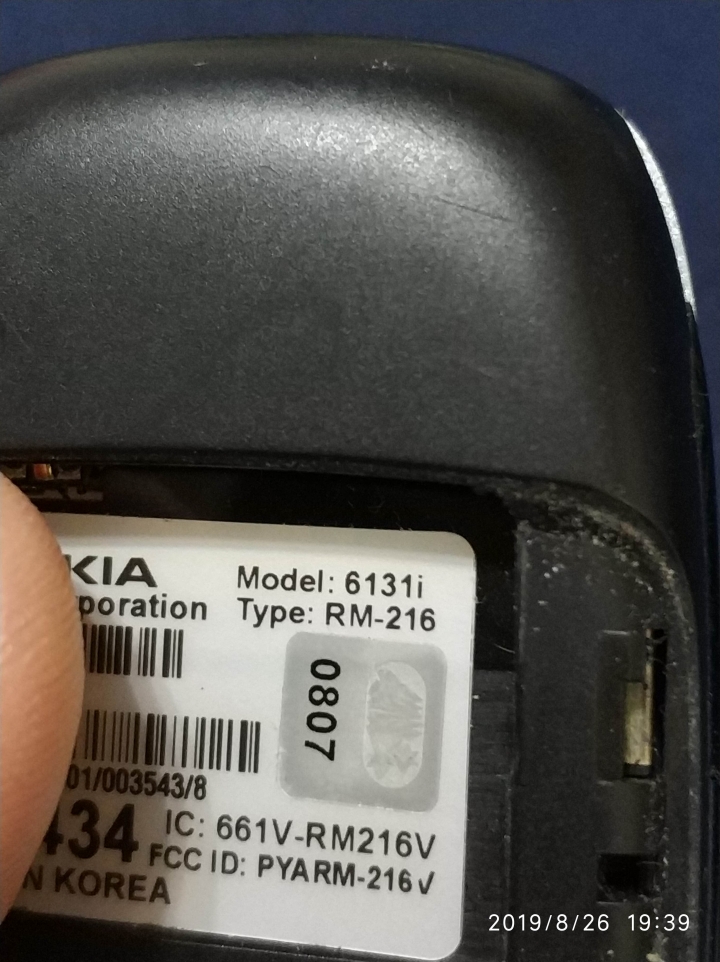 KIA
Model: 6131i
poration
Type: RM-216
0807
01/003543/8
434
IC: 661V-RM216V
FCC ID: PYARM-216√
N KOREA
2019/8/26 19:39